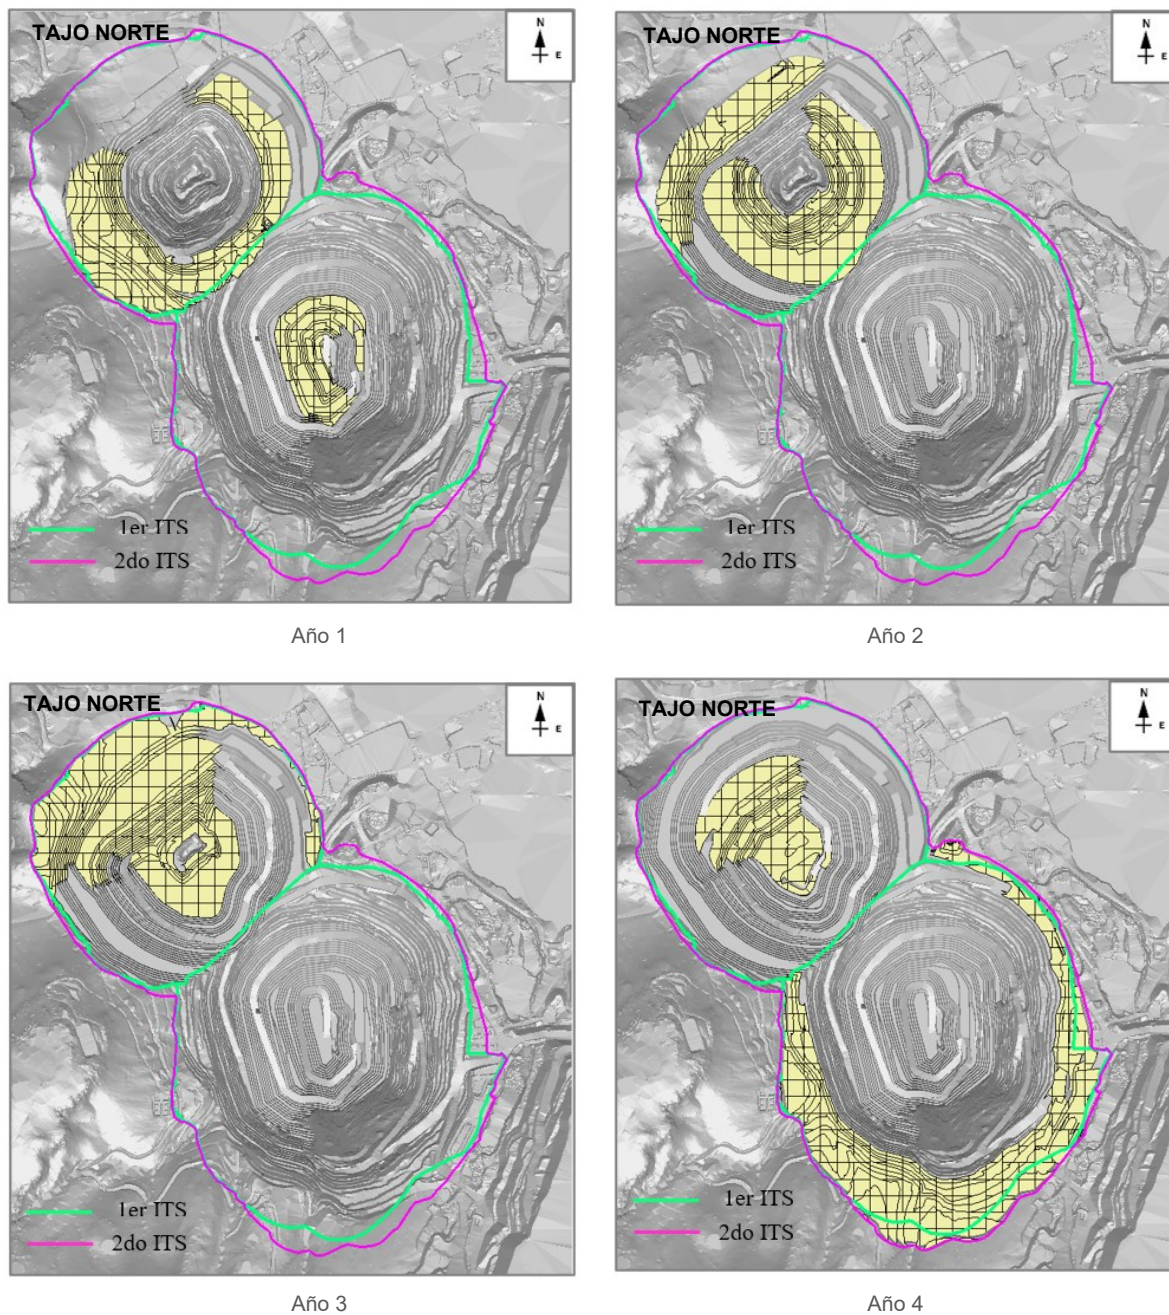 TAJO NORTE
N
E
1er ITS
2do ITS
Año 1
TAJO NORTE
N
E
1er ITS
2do ITS
Año 2
TAJO NORTE
N
E
1er ITS
2do ITS
Año 3
TAJO NORTE
N
E
1er ITS
2do ITS
Año 4